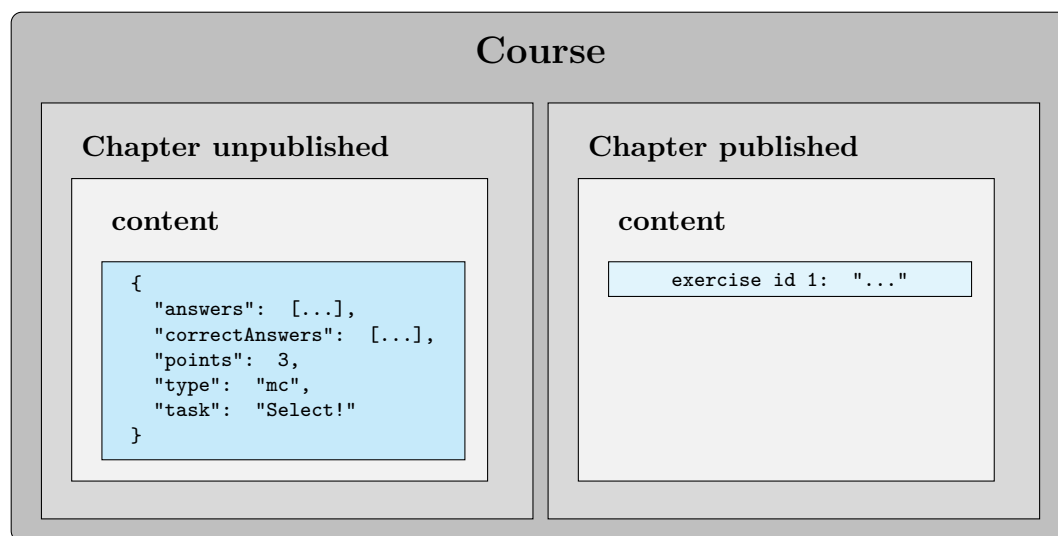 Course
Chapter unpublished
content
{
"answers": [...],
"correctAnswers": [...],
"points": 3,
"type": "mc",
"task": "Select!"
}
Chapter published
content
exercise id 1: "..."